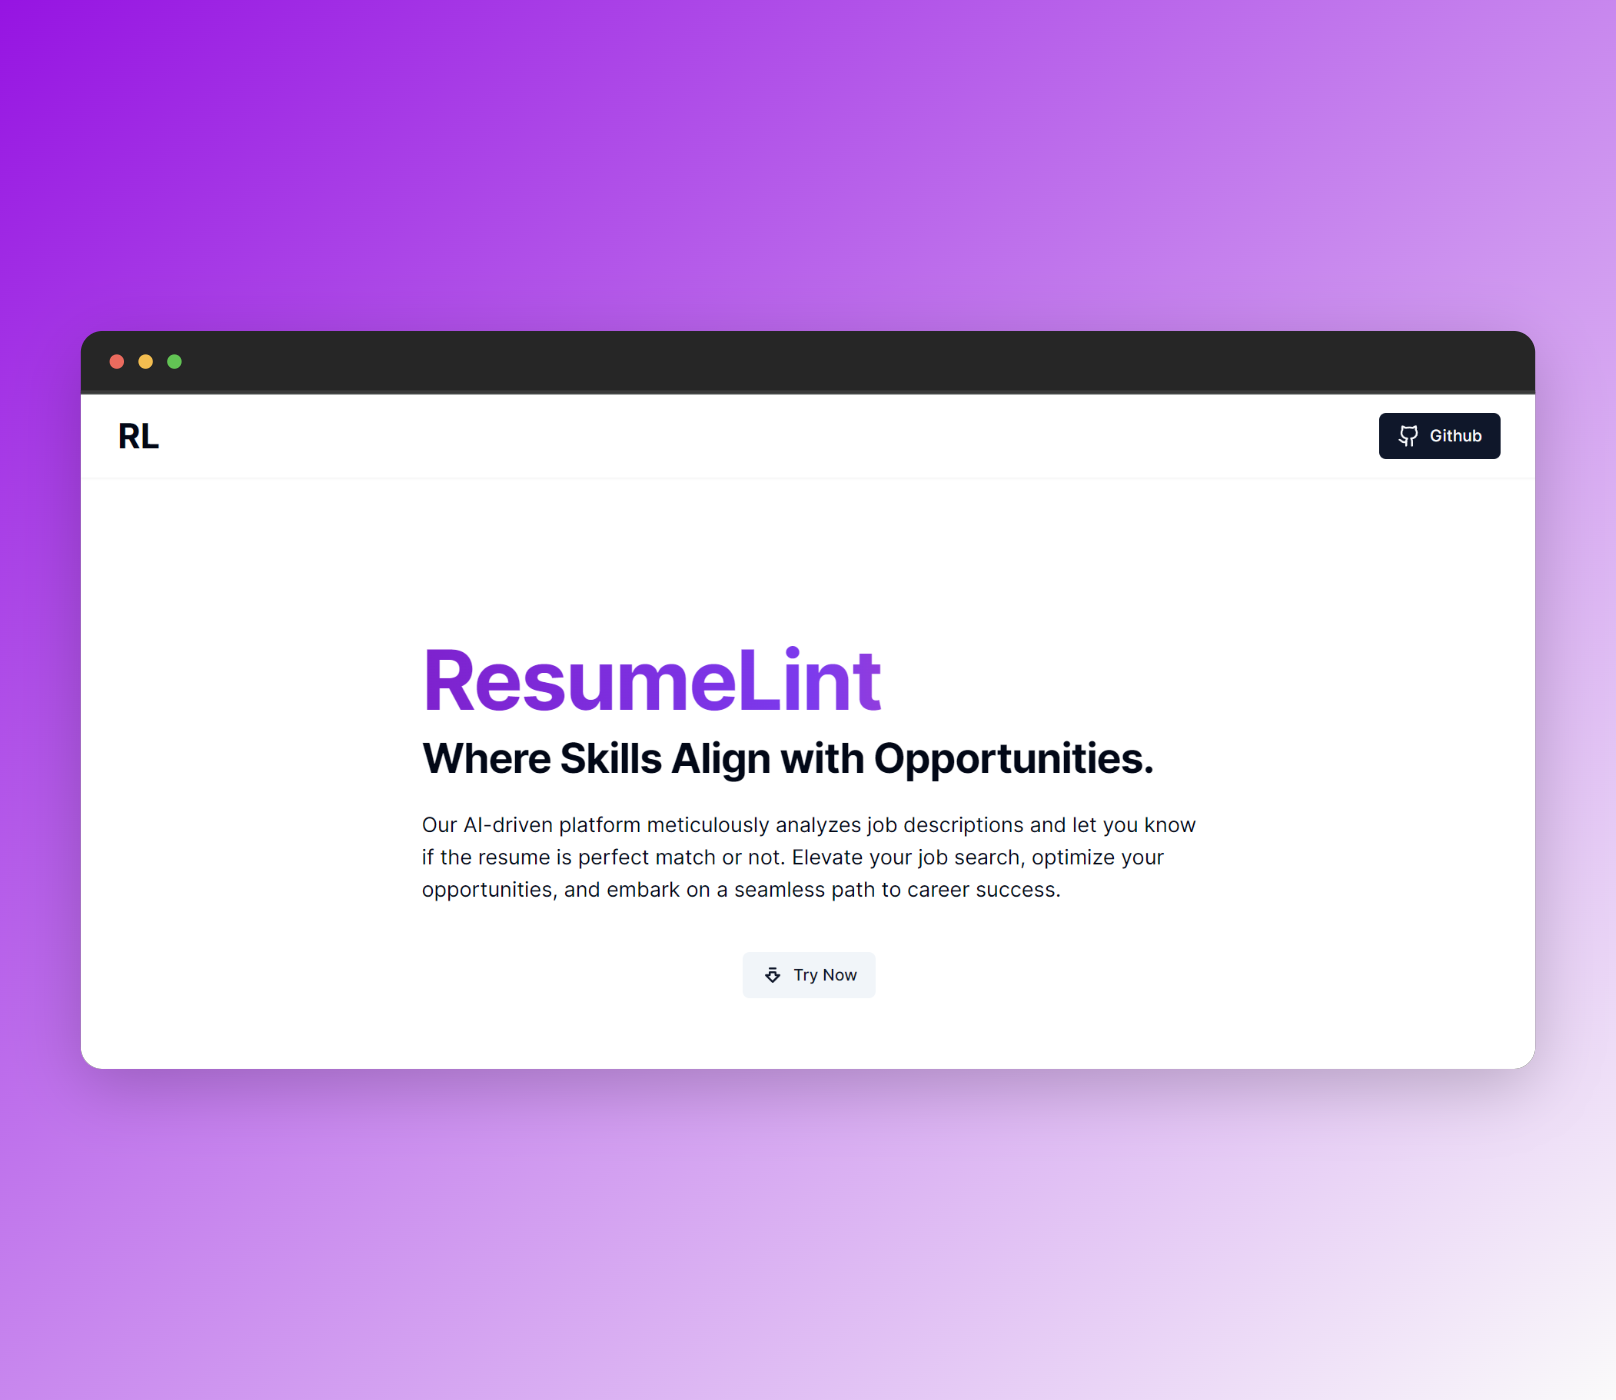 RL
Github
ResumeLint
Where Skills Align with Opportunities.
Our AI-driven platform meticulously analyzes job descriptions and let you know
if the resume is perfect match or not. Elevate your job search, optimize your
opportunities, and embark on a seamless path to career success.
Try Now